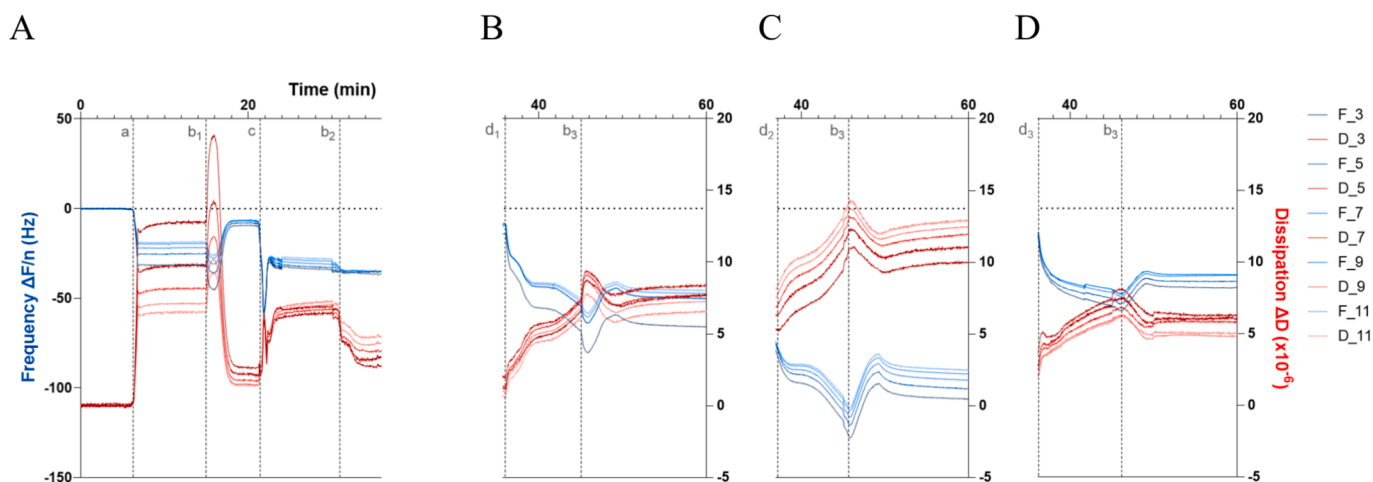 A
B
C
D
Time (min)
0
20
40
60
40
60
40
60
50
0
-50
-100
-150
a
b1
c
b2
d1
b3
d2
b3
d3
b3
20
15
10
5
0
-5
20
15
10
5
0
-5
20
15
10
5
0
-5
Frequency ΔF/n (Hz)
Dissipation ΔD (x10-6)
F_3
D_3
F_5
D_5
F_7
D_7
F_9
D_9
F_11
D_11